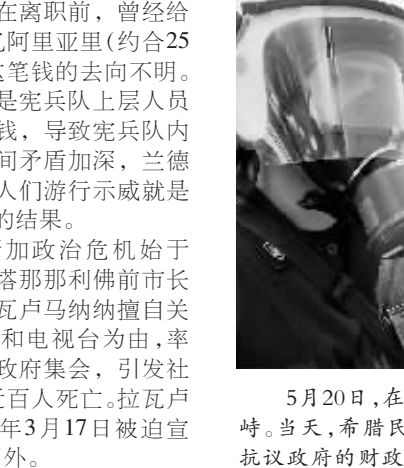 在离职前，曾经给
阿里亚里(约合25
这笔钱的去向不明。
是宪兵队上层人员
钱，导致宪兵队内
间矛盾加深，兰德
人们游行示威就是
的结果。
加政治危机始于
塔那那利佛前市长
瓦卢马纳纳擅自关
和电视台为由，率
政府集会，引发社
近百人死亡。拉瓦卢
年3月17日被迫宣
外。
5月20日，在
峙。当天，希腊民
抗议政府的财政